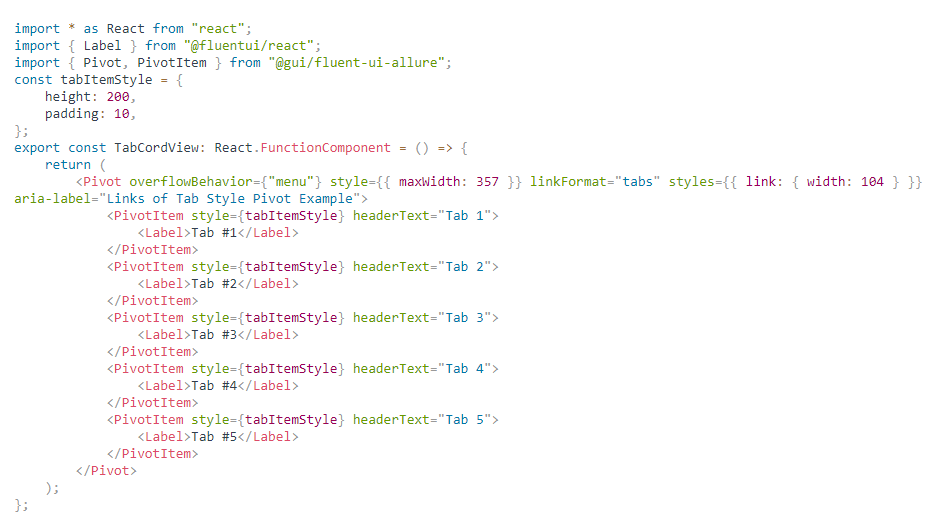 import * as React from "react";
import { Label } from "@fluentui/react";
import { Pivot, PivotItem } from "@gui/fluent-ui-allure";
const tabItemStyle = {
    height: 200,
    padding: 10,
};
export const TabCordView: React.FunctionComponent = () => {
    return (
        <Pivot overflowBehavior={"menu"} style={{ maxWidth: 357 }} linkFormat="tabs" styles={{ link: { width: 104 } }}
aria-label="Links of Tab Style Pivot Example">
            <PivotItem style={tabItemStyle} headerText="Tab 1">
                <Label>Tab #1</Label>
            </PivotItem>
            <PivotItem style={tabItemStyle} headerText="Tab 2">
                <Label>Tab #2</Label>
            </PivotItem>
            <PivotItem style={tabItemStyle} headerText="Tab 3">
                <Label>Tab #3</Label>
            </PivotItem>
            <PivotItem style={tabItemStyle} headerText="Tab 4">
                <Label>Tab #4</Label>
            </PivotItem>
            <PivotItem style={tabItemStyle} headerText="Tab 5">
                <Label>Tab #5</Label>
            </PivotItem>
        </Pivot>
    );
};